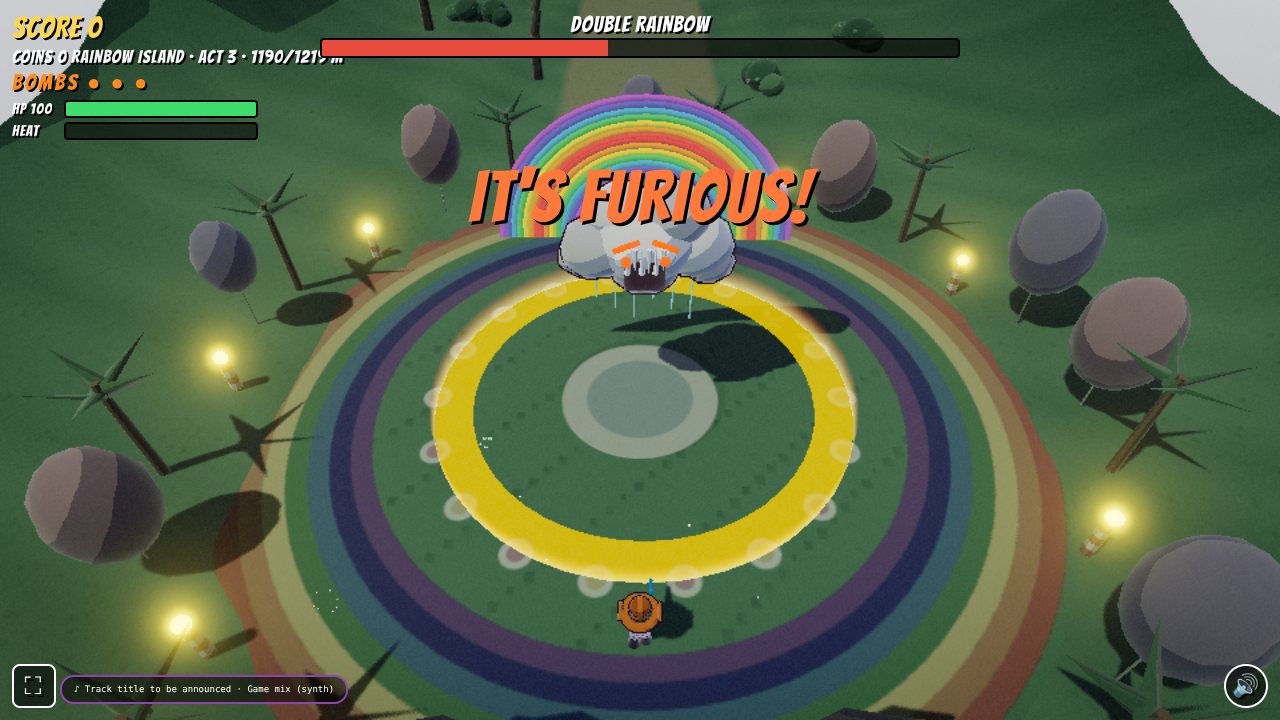 SCORE 0
DOUBLE RAINBOW
COINS 0 RAINBOW ISLAND · ACT 3 · 1190/1219 M
BOMBS
HP 100
HEAT
IT'S FURIOUS!
♪ Track title to be announced · Game mix (synth)